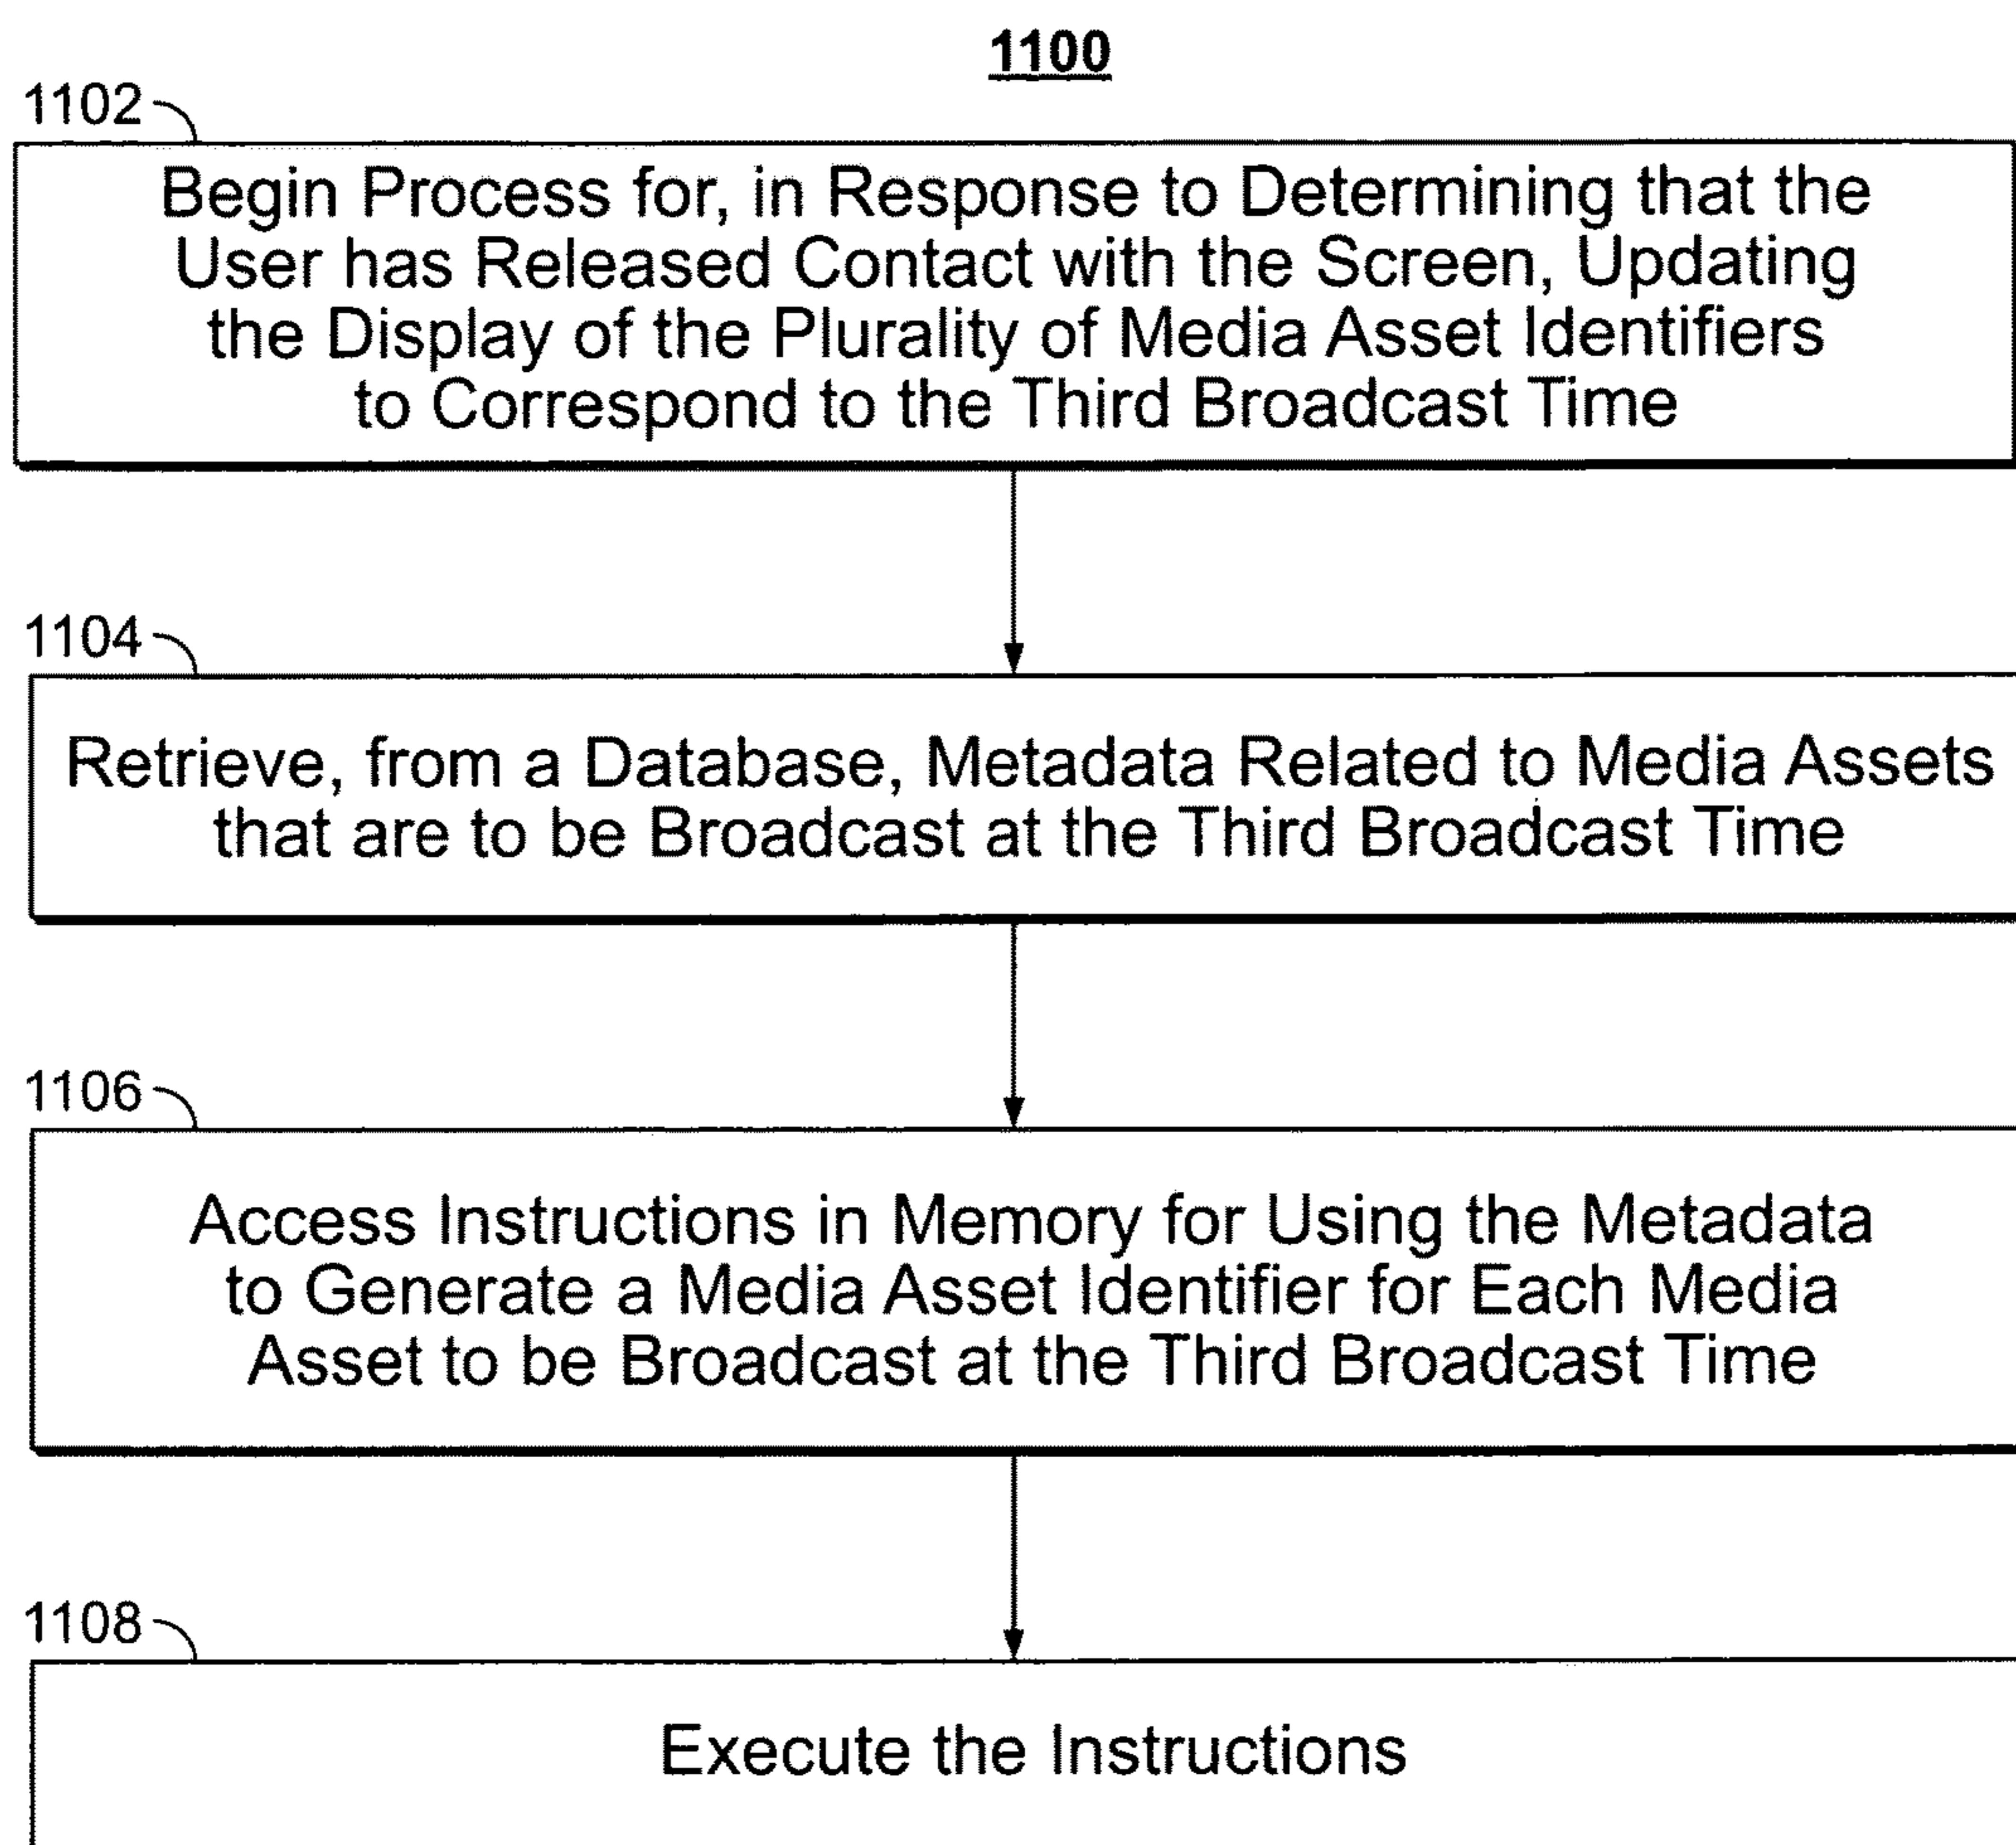 1100
1102
Begin Process for, in Response to Determining that the
User has Released Contact with the Screen, Updating
the Display of the Plurality of Media Asset Identifiers
to Correspond to the Third Broadcast Time
1104
Retrieve, from a Database, Metadata Related to Media Assets
that are to be Broadcast at the Third Broadcast Time
1106
Access Instructions in Memory for Using the Metadata
to Generate a Media Asset Identifier for Each Media
Asset to be Broadcast at the Third Broadcast Time
1108
Execute the Instructions